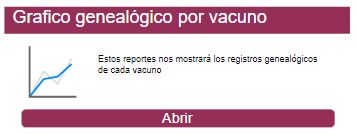 Grafico genealógico por vacuno
Estos reportes nos mostrará los registros genealógicos
de cada vacuno
Abrir